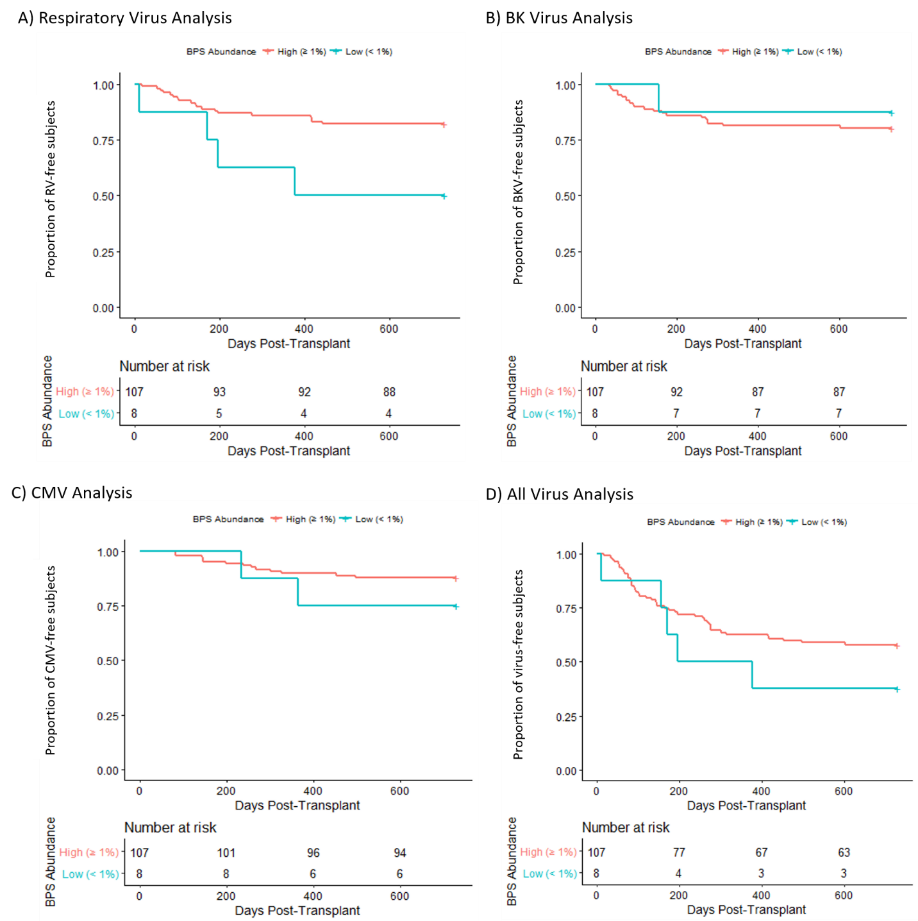 A) Respiratory Virus Analysis
BPS Abundance High (≥ 1%) Low (< 1%)
Proportion of RV-free subjects
1.00
0.75
0.50
0.25
0.00
0 200 400 600
Days Post-Transplant
Number at risk
BPS Abundance
High (≥ 1%) 107 93 92 88
Low (< 1%) 8 5 4 4
0 200 400 600
Days Post-Transplant
B) BK Virus Analysis
BPS Abundance High (≥ 1%) Low (< 1%)
Proportion of BKV-free subjects
1.00
0.75
0.50
0.25
0.00
0 200 400 600
Days Post-Transplant
Number at risk
BPS Abundance
High (≥ 1%) 107 92 87 87
Low (< 1%) 8 7 7 7
0 200 400 600
Days Post-Transplant
C) CMV Analysis
BPS Abundance High (≥ 1%) Low (< 1%)
Proportion of CMV-free subjects
1.00
0.75
0.50
0.25
0.00
0 200 400 600
Days Post-Transplant
Number at risk
BPS Abundance
High (≥ 1%) 107 101 96 94
Low (< 1%) 8 8 6 6
0 200 400 600
Days Post-Transplant
D) All Virus Analysis
BPS Abundance High (≥ 1%) Low (< 1%)
Proportion of virus-free subjects
1.00
0.75
0.50
0.25
0.00
0 200 400 600
Days Post-Transplant
Number at risk
BPS Abundance
High (≥ 1%) 107 77 67 63
Low (< 1%) 8 4 3 3
0 200 400 600
Days Post-Transplant